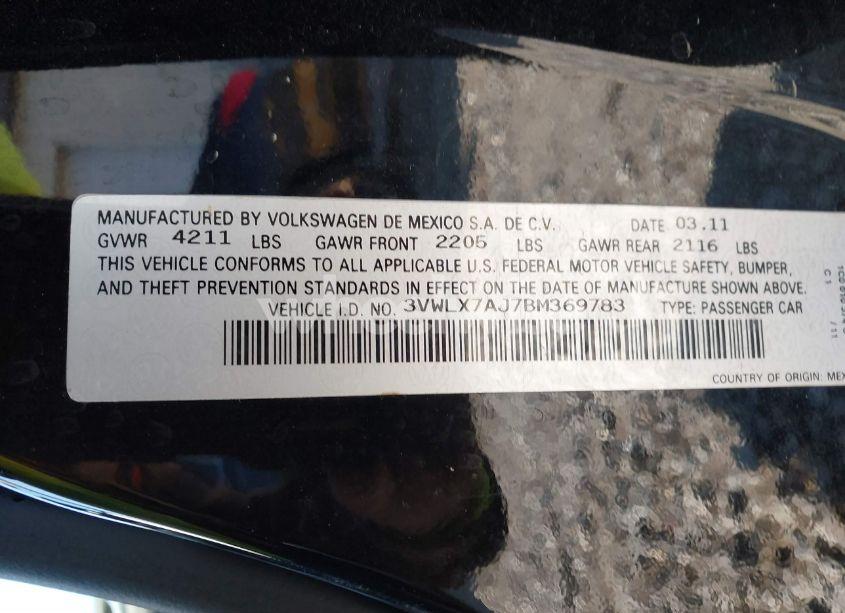 MANUFACTURED BY VOLKSWAGEN DE MEXICO S.A. DE C.V. DATE 03.11
GVWR 4211 LBS GAWR FRONT 2205 LBS GAWR REAR 2116 LBS
THIS VEHICLE CONFORMS TO ALL APPLICABLE U.S. FEDERAL MOTOR VEHICLE SAFETY, BUMPER,
AND THEFT PREVENTION STANDARDS IN EFFECT ON THE DATE OF MANUFACTURE SHOWN ABOVE.
VEHICLE I.D. NO. 3VWLX7AJ7BM369783 TYPE: PASSENGER CAR
COUNTRY OF ORIGIN: MEX